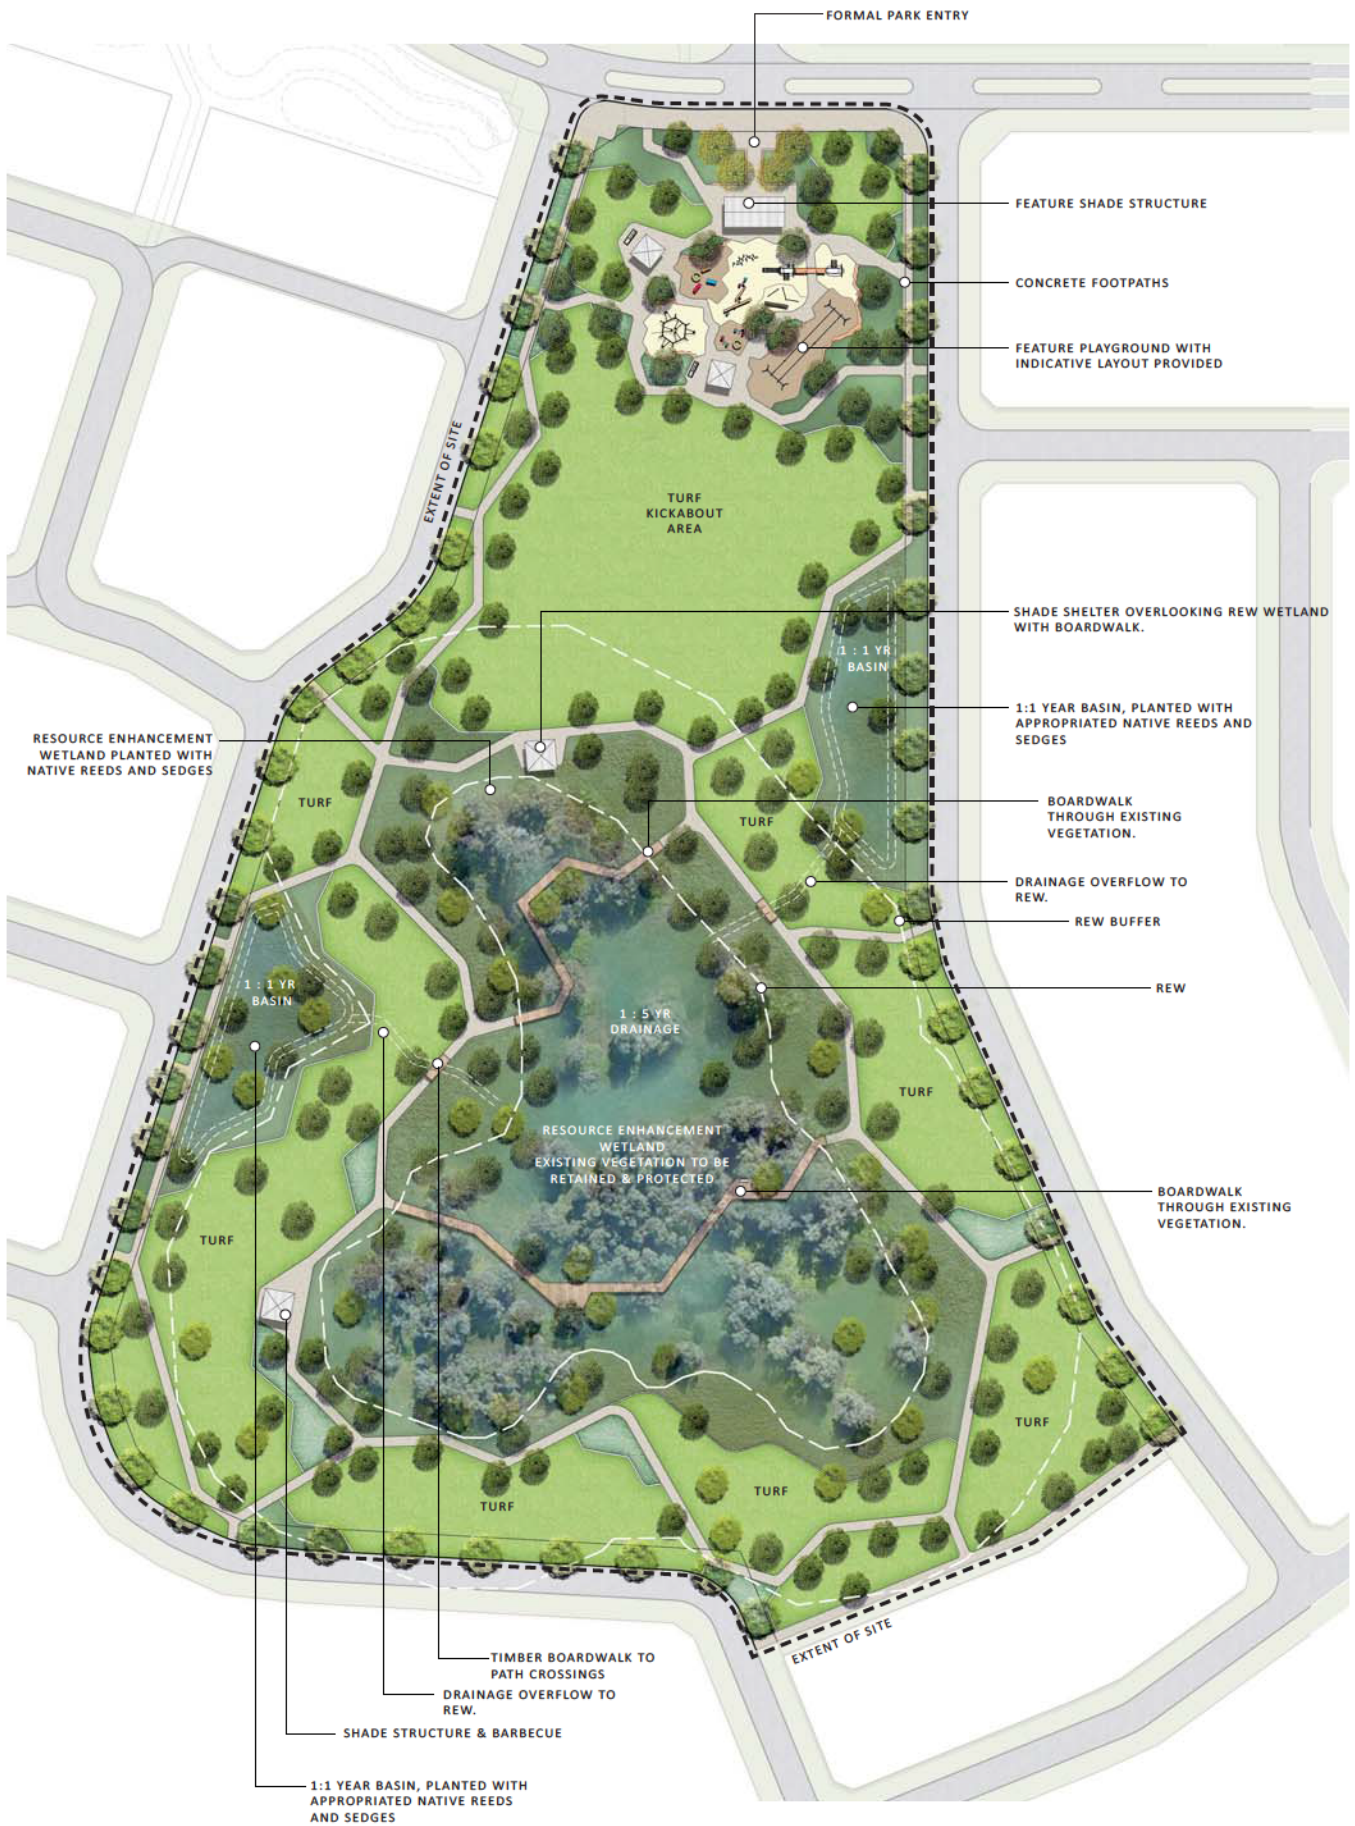 FORMAL PARK ENTRY
FEATURE SHADE STRUCTURE
CONCRETE FOOTPATHS
FEATURE PLAYGROUND WITH
INDICATIVE LAYOUT PROVIDED
EXTENT OF SITE
TURF
KICKABOUT
AREA
SHADE SHELTER OVERLOOKING REW WETLAND
WITH BOARDWALK.
1 : 1 YR
BASIN
1:1 YEAR BASIN, PLANTED WITH
APPROPRIATED NATIVE REEDS AND
SEDGES
RESOURCE ENHANCEMENT
WETLAND PLANTED WITH
NATIVE REEDS AND SEDGES
TURF
TURF
BOARDWALK
THROUGH EXISTING
VEGETATION.
DRAINAGE OVERFLOW TO
REW.
REW BUFFER
REW
1 : 1 YR
BASIN
1 : 5 YR
DRAINAGE
TURF
RESOURCE ENHANCEMENT
WETLAND
EXISTING VEGETATION TO BE
RETAINED & PROTECTED
BOARDWALK
THROUGH EXISTING
VEGETATION.
TURF
TURF
TURF
TURF
EXTENT OF SITE
TIMBER BOARDWALK TO
PATH CROSSINGS
DRAINAGE OVERFLOW TO
REW.
SHADE STRUCTURE & BARBECUE
1:1 YEAR BASIN, PLANTED WITH
APPROPRIATED NATIVE REEDS
AND SEDGES